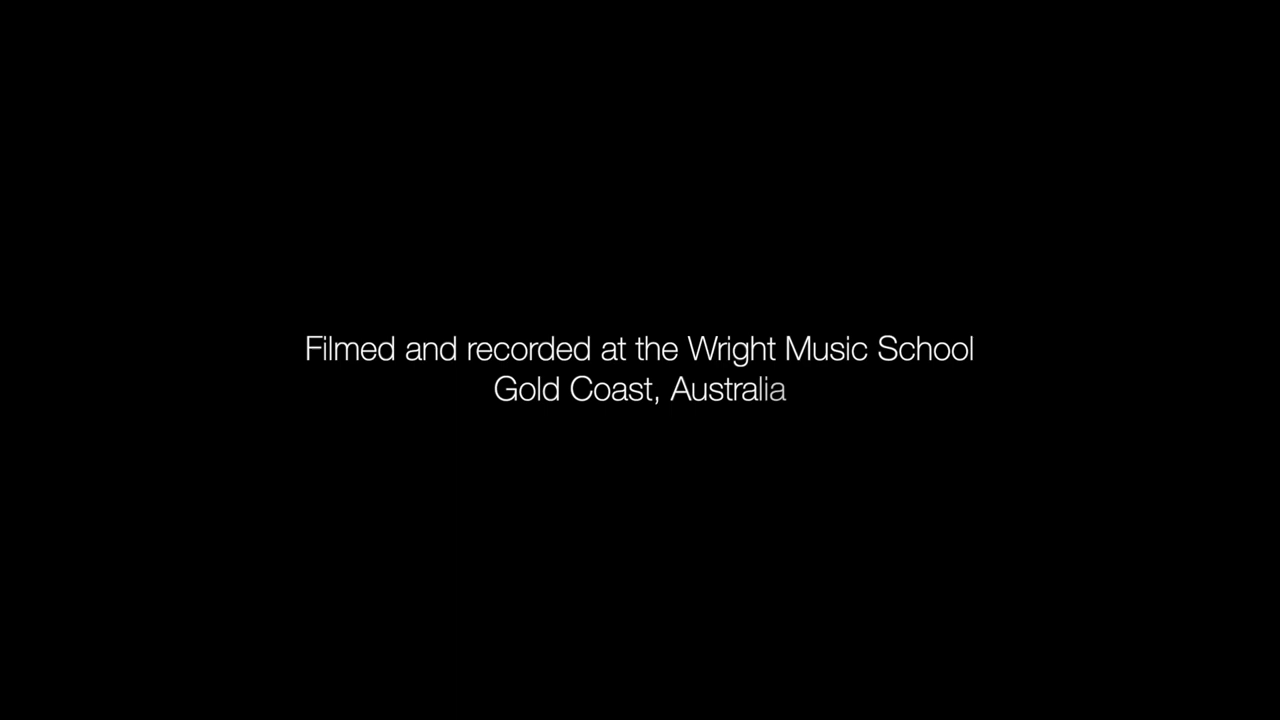 Filmed and recorded at the Wright Music School
Gold Coast, Australia